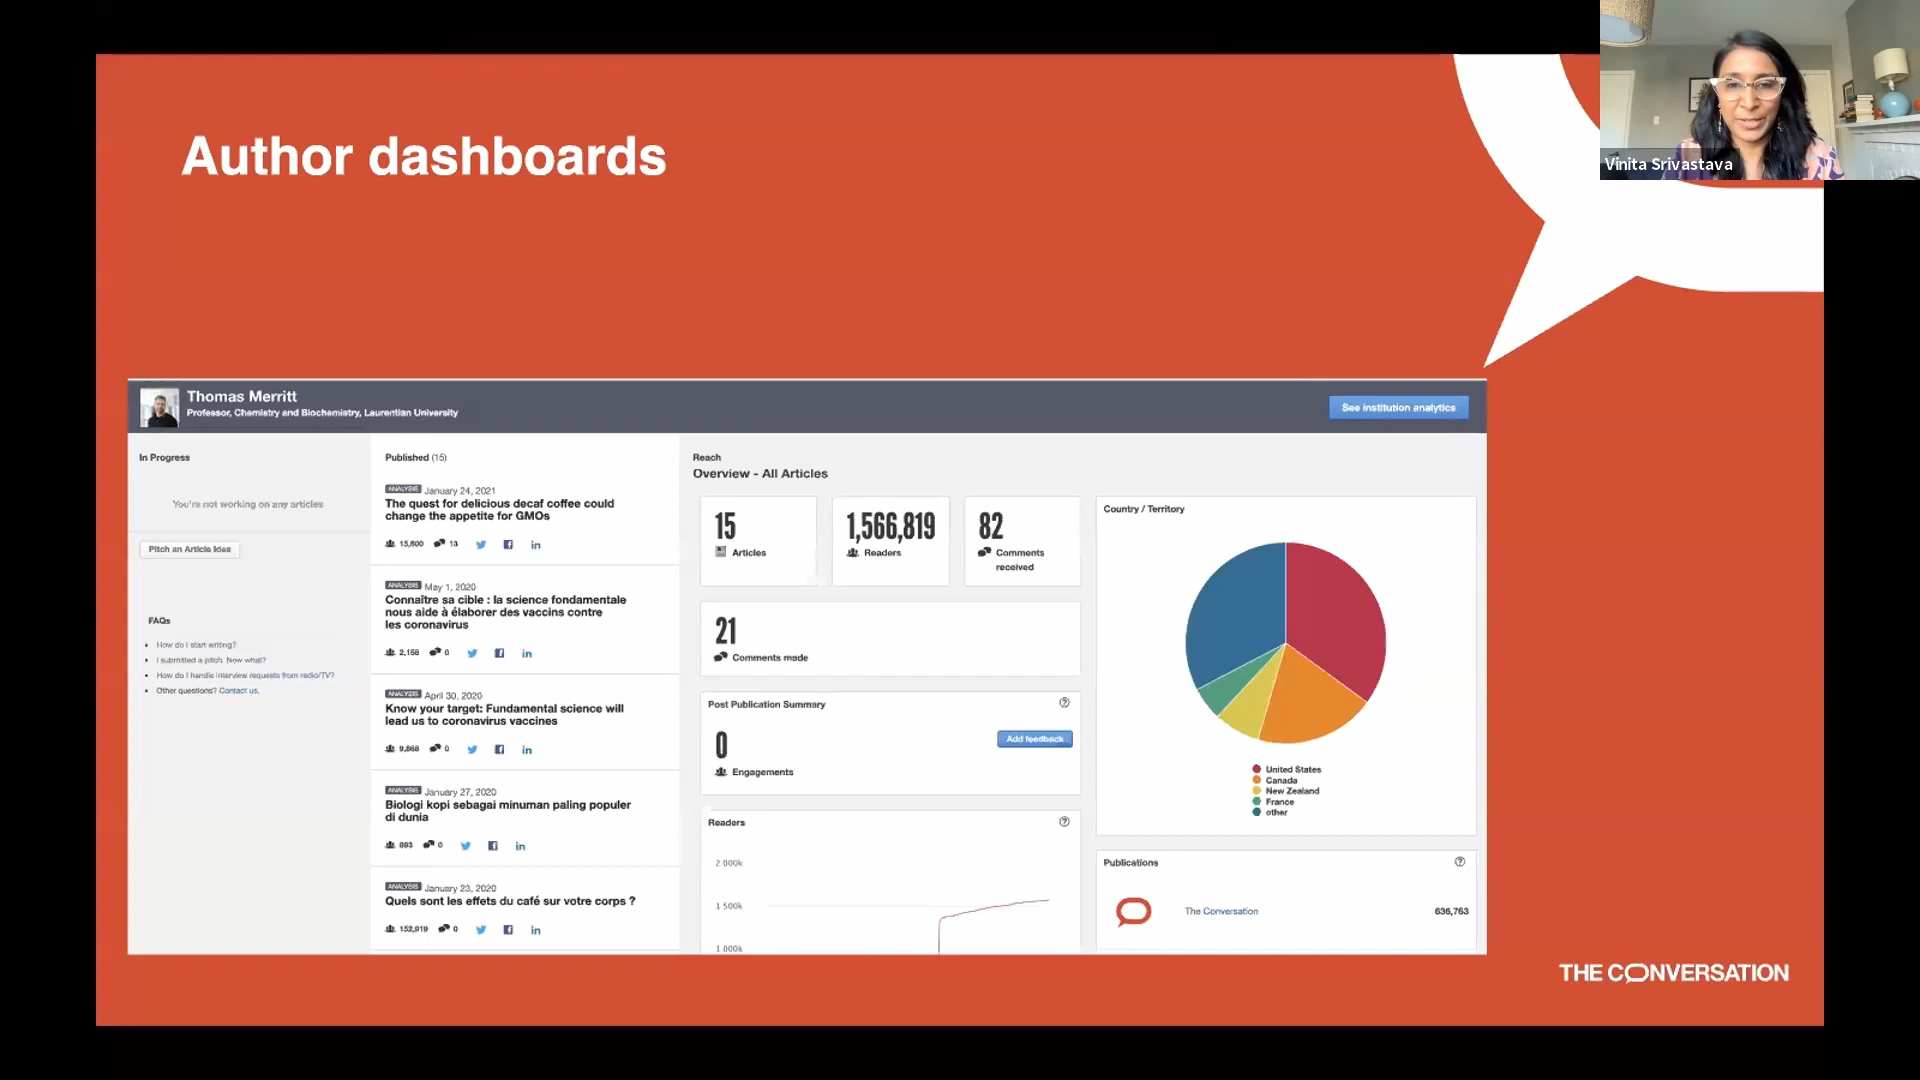 Vinita Srivastava
Author dashboards
Thomas Merritt
Professor, Chemistry and Biochemistry, Laurentian University
See institution analytics
In Progress
You're not working on any articles
Pitch an Article Idea
FAQs
How do I start writing?
I submitted a pitch. Now what?
How do I handle interview requests from radio/TV?
Other questions? Contact us.
Published (15)
ANALYSIS January 24, 2021
The quest for delicious decaf coffee could
change the appetite for GMOs
15,600 13
ANALYSIS May 1, 2020
Connaître sa cible : la science fondamentale
nous aide à élaborer des vaccins contre
les coronavirus
2,158 0
ANALYSIS April 30, 2020
Know your target: Fundamental science will
lead us to coronavirus vaccines
9,868 0
ANALYSIS January 27, 2020
Biologi kopi sebagai minuman paling populer
di dunia
893 0
ANALYSIS January 23, 2020
Quels sont les effets du café sur votre corps ?
152,919 0
Reach
Overview - All Articles
15
Articles
1,566,819
Readers
82
Comments
received
21
Comments made
Post Publication Summary
0
Engagements
Add feedback
Readers
2 000k
1 500k
1 000k
Country / Territory
United States
Canada
New Zealand
France
other
Publications
The Conversation 636,763
THE CONVERSATION